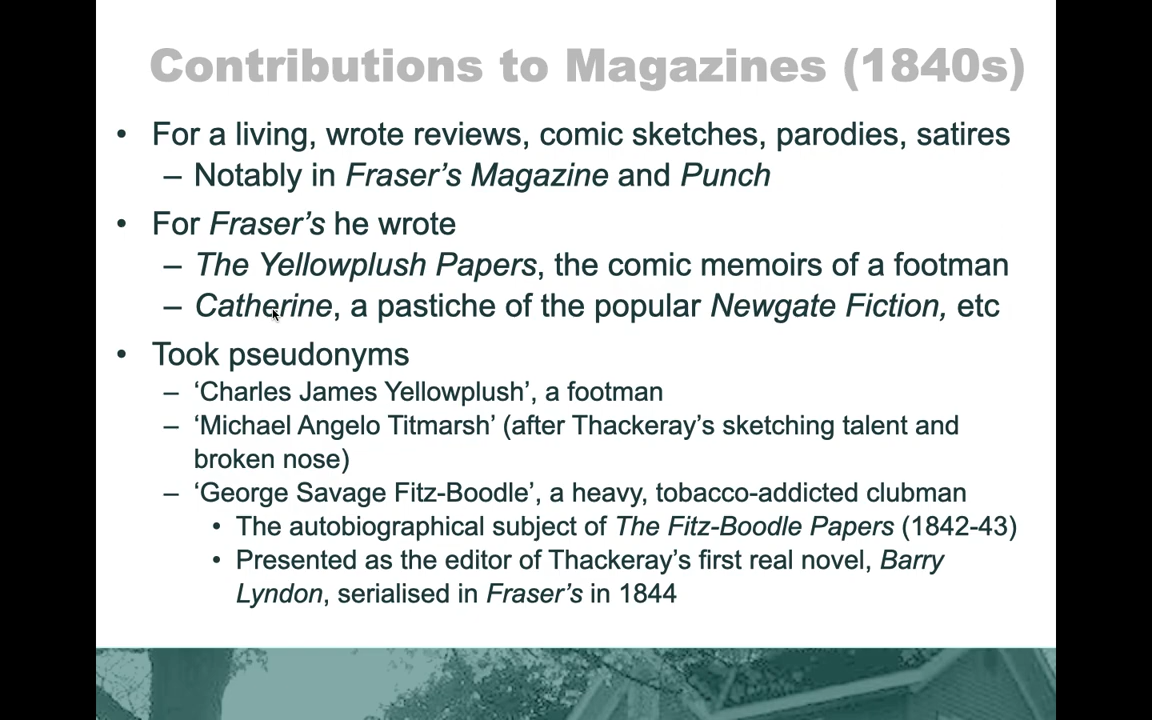 Contributions to Magazines (1840s)
• For a living, wrote reviews, comic sketches, parodies, satires
– Notably in Fraser’s Magazine and Punch
• For Fraser’s he wrote
– The Yellowplush Papers, the comic memoirs of a footman
– Catherine, a pastiche of the popular Newgate Fiction, etc
• Took pseudonyms
– ‘Charles James Yellowplush’, a footman
– ‘Michael Angelo Titmarsh’ (after Thackeray’s sketching talent and
broken nose)
– ‘George Savage Fitz-Boodle’, a heavy, tobacco-addicted clubman
• The autobiographical subject of The Fitz-Boodle Papers (1842-43)
• Presented as the editor of Thackeray’s first real novel, Barry
Lyndon, serialised in Fraser’s in 1844